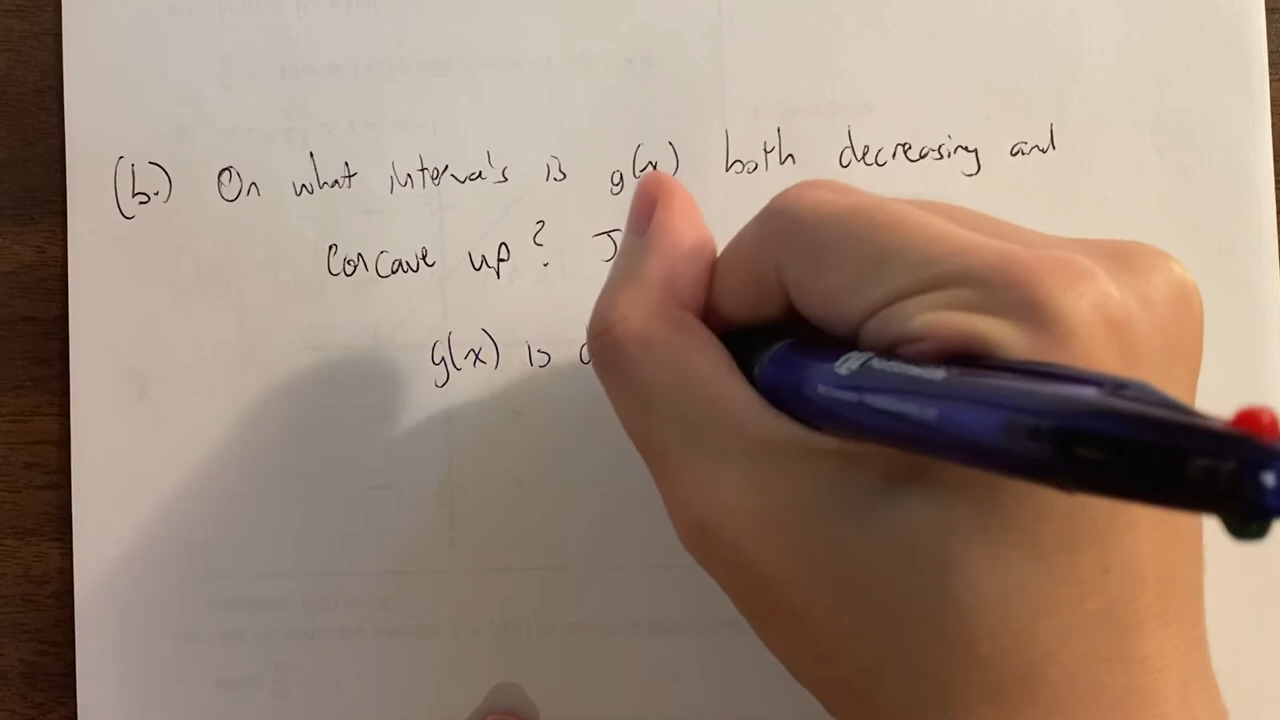 (b.) On what intervals is g(x) both decreasing and
concave up? J
g(x) is d